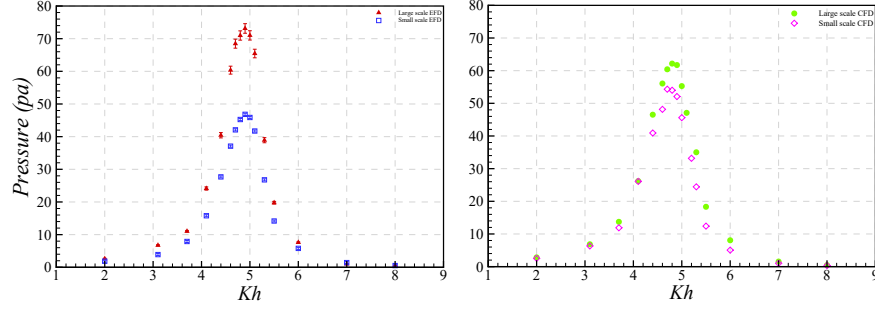 Large scale EFD
Small scale EFD
80
70
60
50
40
30
20
10
0
Pressure (pa)
1 2 3 4 5 6 7 8 9
Kh
Large scale CFD
Small scale CFD
80
70
60
50
40
30
20
10
0
2 3 4 5 6 7 8 9
Kh